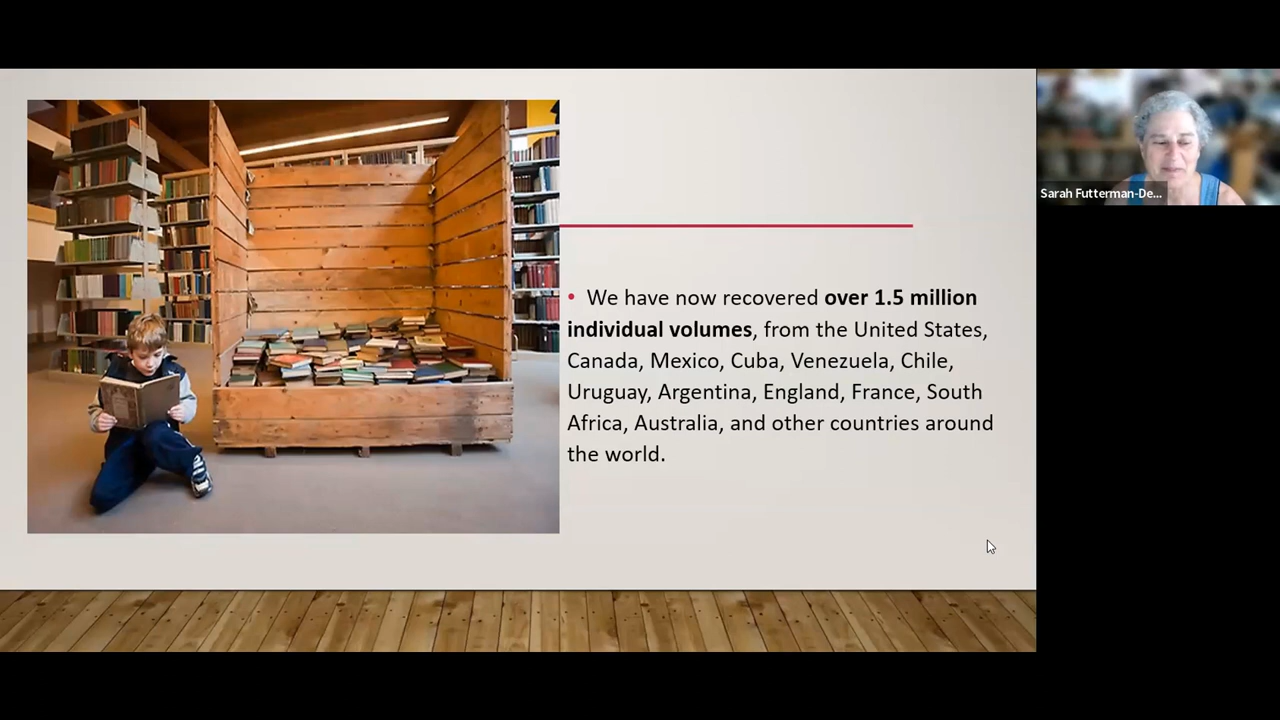 • We have now recovered over 1.5 million
individual volumes, from the United States,
Canada, Mexico, Cuba, Venezuela, Chile,
Uruguay, Argentina, England, France, South
Africa, Australia, and other countries around
the world.
Sarah Futterman-De...